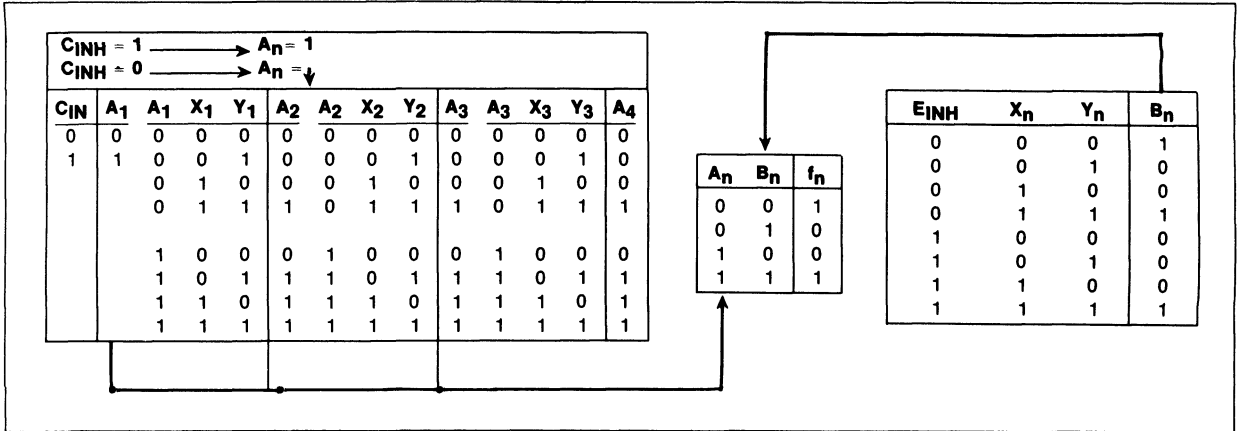 CINH = 1 → An = 1
CINH = 0 → An = ↓
CIN A1 A1 X1 Y1 A2 A2 X2 Y2 A3 A3 X3 Y3 A4
0 0 0 0 0 0 0 0 0 0 0 0 0 0
1 1 0 0 1 0 0 0 1 0 0 0 1 0
0 1 0 0 0 1 0 0 0 1 0 0
0 1 1 1 0 1 1 1 0 1 1 1
1 0 0 0 1 0 0 0 1 0 0 0
1 0 1 1 1 0 1 1 1 0 1 1
1 1 0 1 1 1 0 1 1 1 0 1
1 1 1 1 1 1 1 1 1 1 1 1
An Bn fn
0 0 1
0 1 0
1 0 0
1 1 1
EINH Xn Yn Bn
0 0 0 1
0 0 1 0
0 1 0 0
0 1 1 1
1 0 0 0
1 0 1 0
1 1 0 0
1 1 1 1